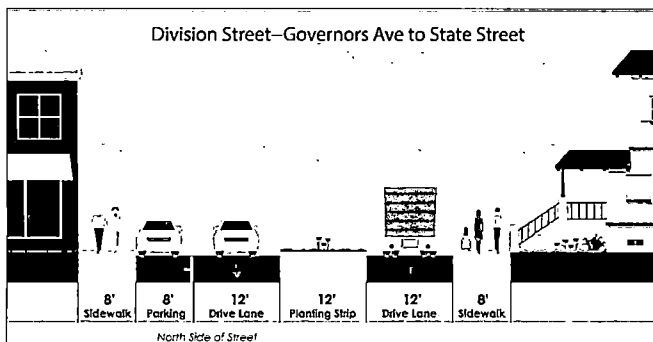 Division Street–Governors Ave to State Street
8' 8' 12' 12' 12' 8'
Sidewalk Parking Drive Lane Planting Strip Drive Lane Sidewalk
North Side of Street